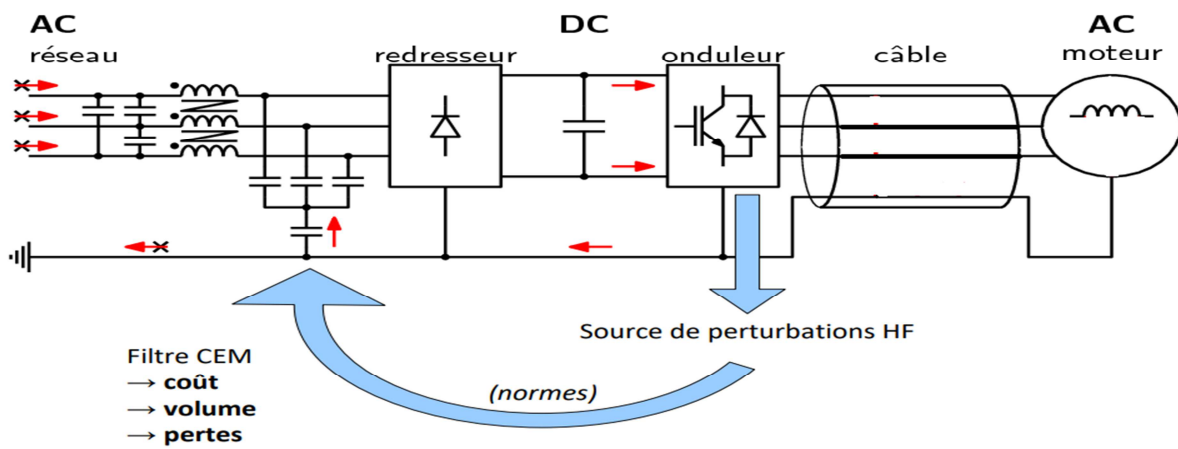 AC
DC
AC
réseau
redresseur
onduleur
câble
moteur
Source de perturbations HF
Filtre CEM
→ coût
→ volume
→ pertes
(normes)